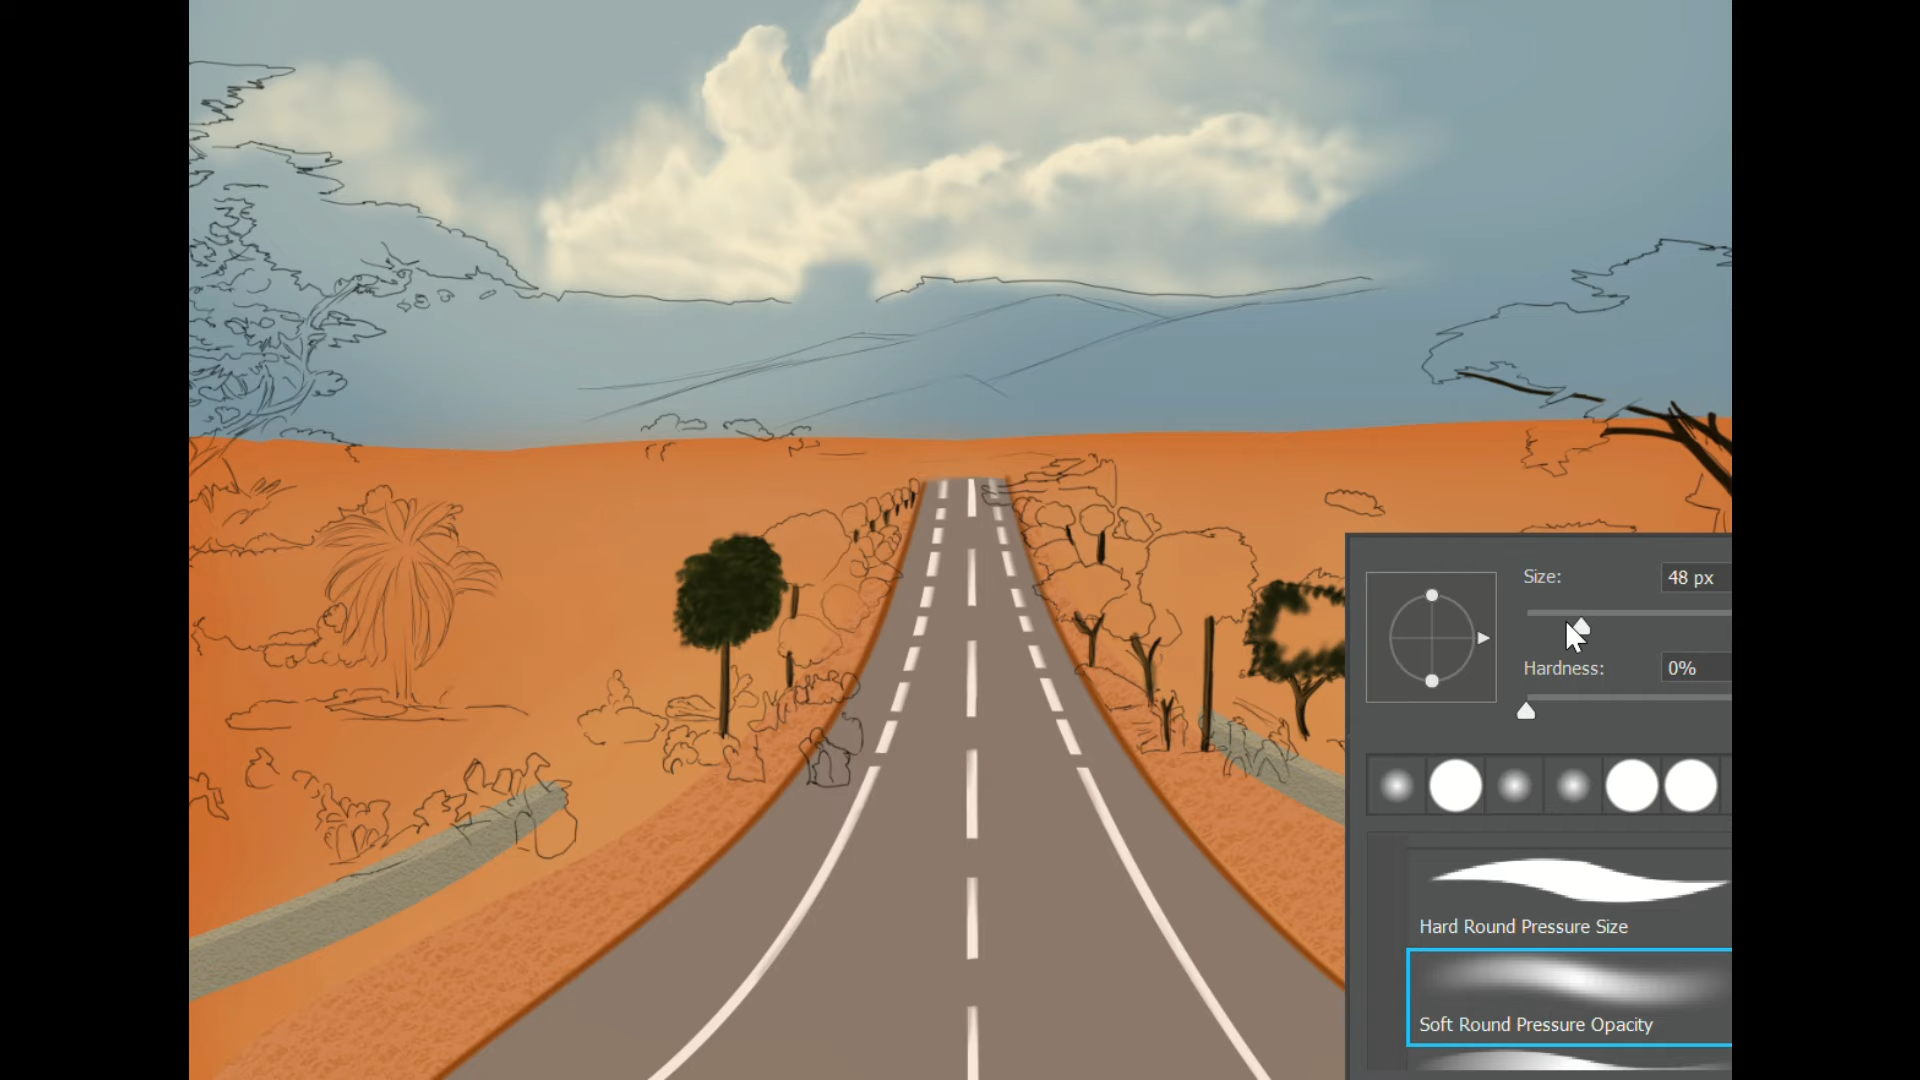 Size:
48 px
Hardness:
0%
Hard Round Pressure Size
Soft Round Pressure Opacity